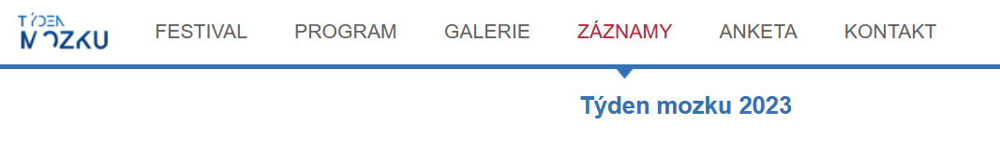 TÝDEN
MOZKU
FESTIVAL PROGRAM GALERIE ZÁZNAMY ANKETA KONTAKT
Týden mozku 2023